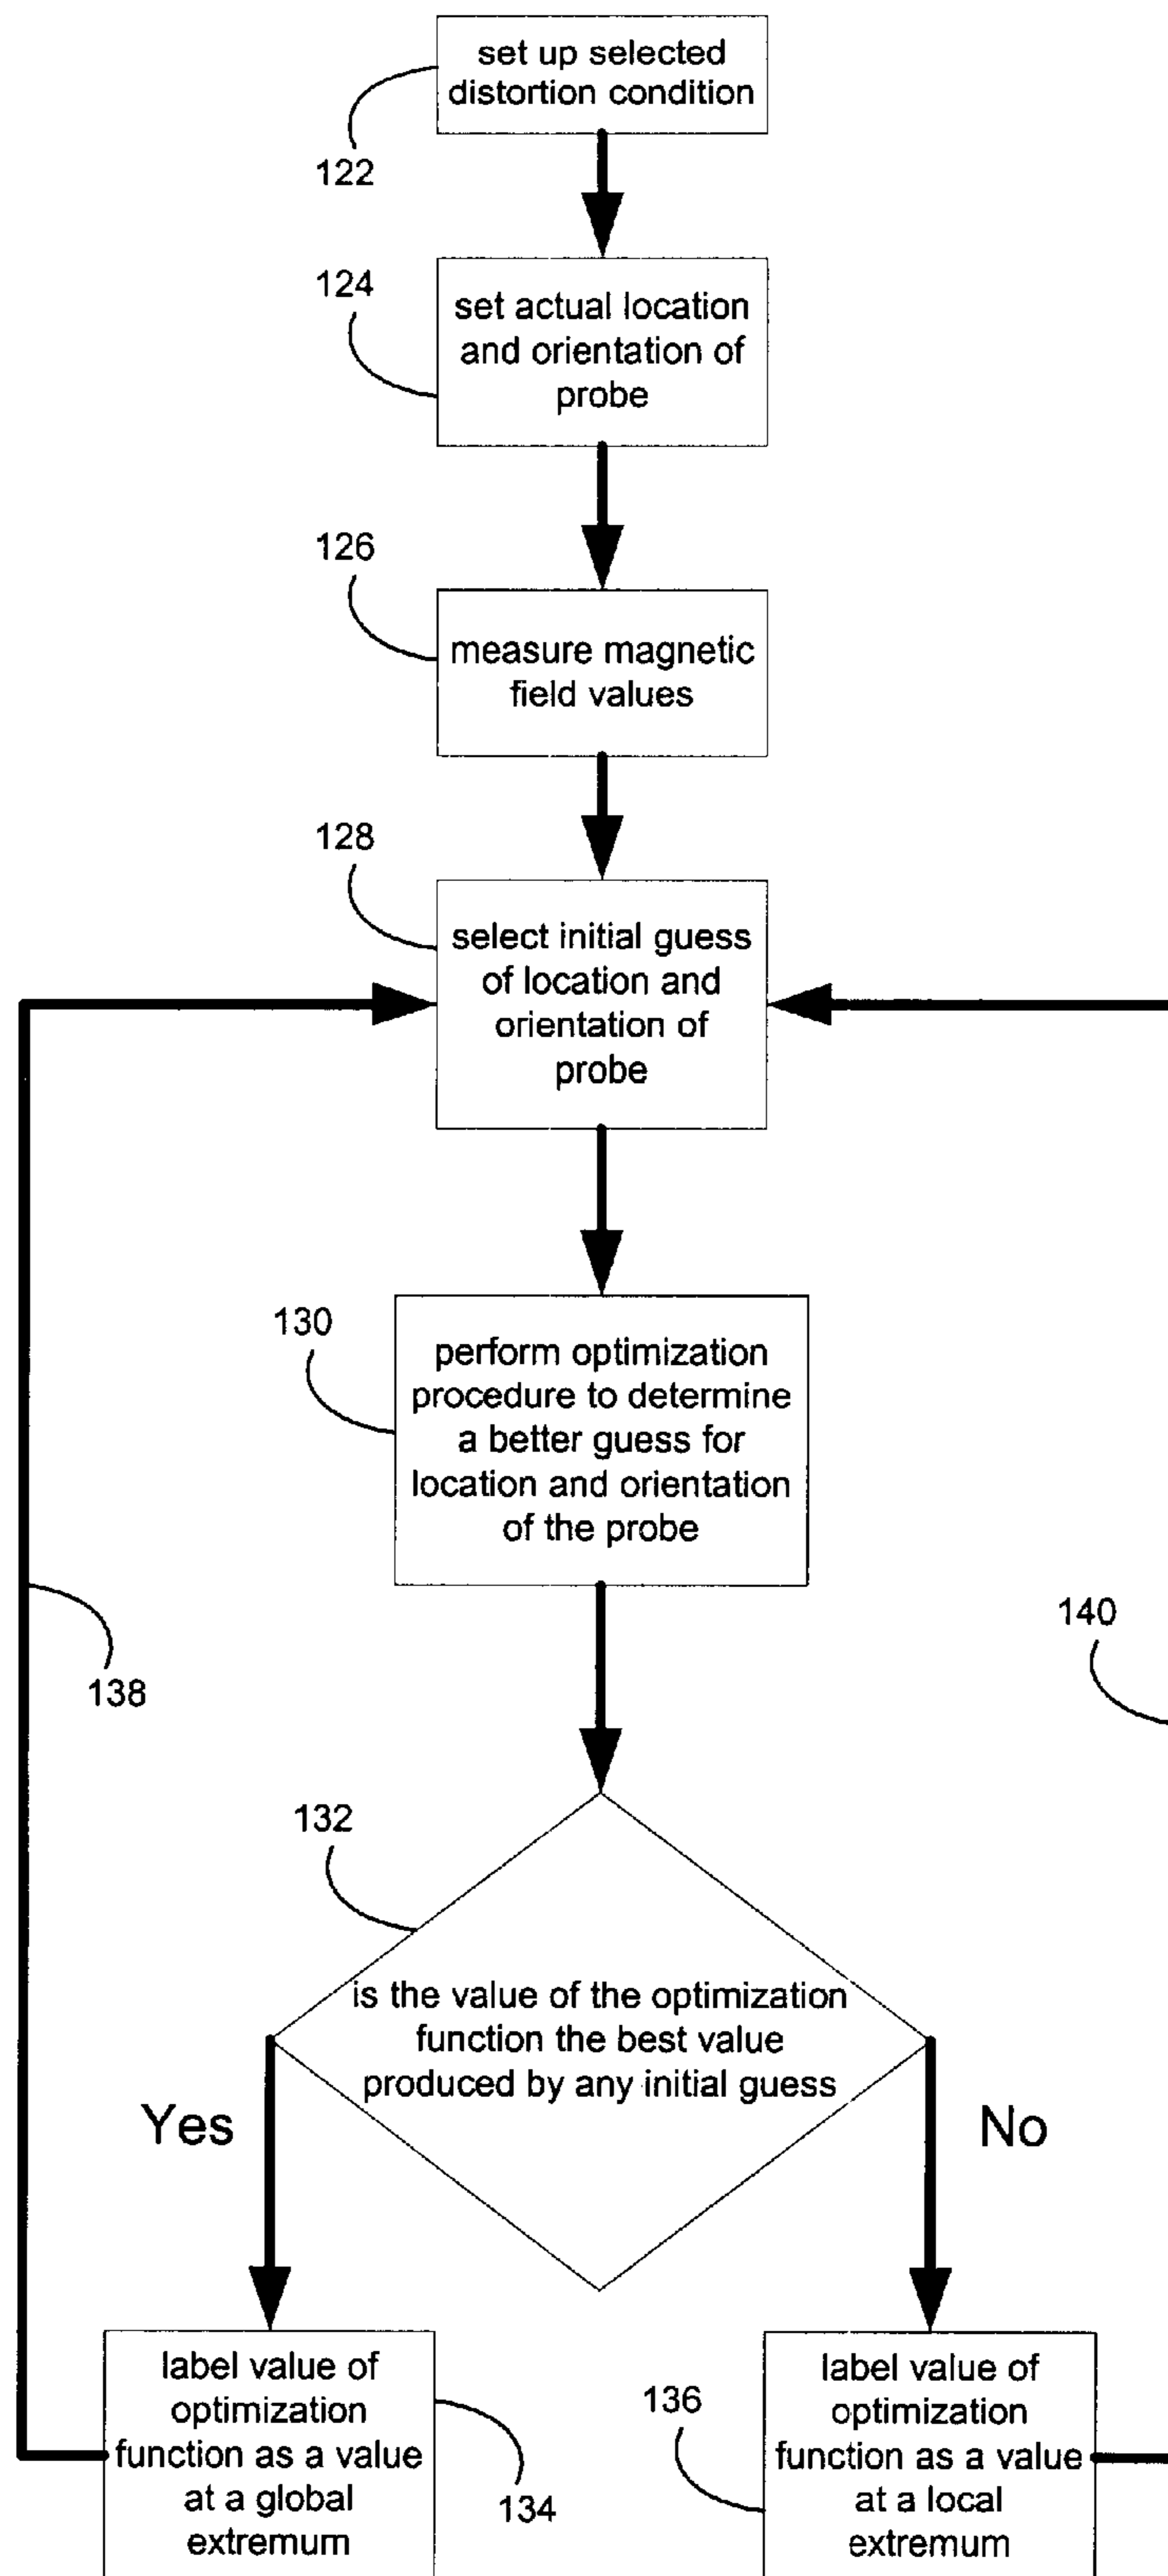 set up selected
distortion condition
122
124
set actual location
and orientation of
probe
126
measure magnetic
field values
128
select initial guess
of location and
orientation of
probe
130
perform optimization
procedure to determine
a better guess for
location and orientation
of the probe
140
138
132
is the value of the optimization
function the best value
produced by any initial guess
Yes
No
label value of
optimization
function as a value
at a global
extremum
134
136
label value of
optimization
function as a value
at a local
extremum